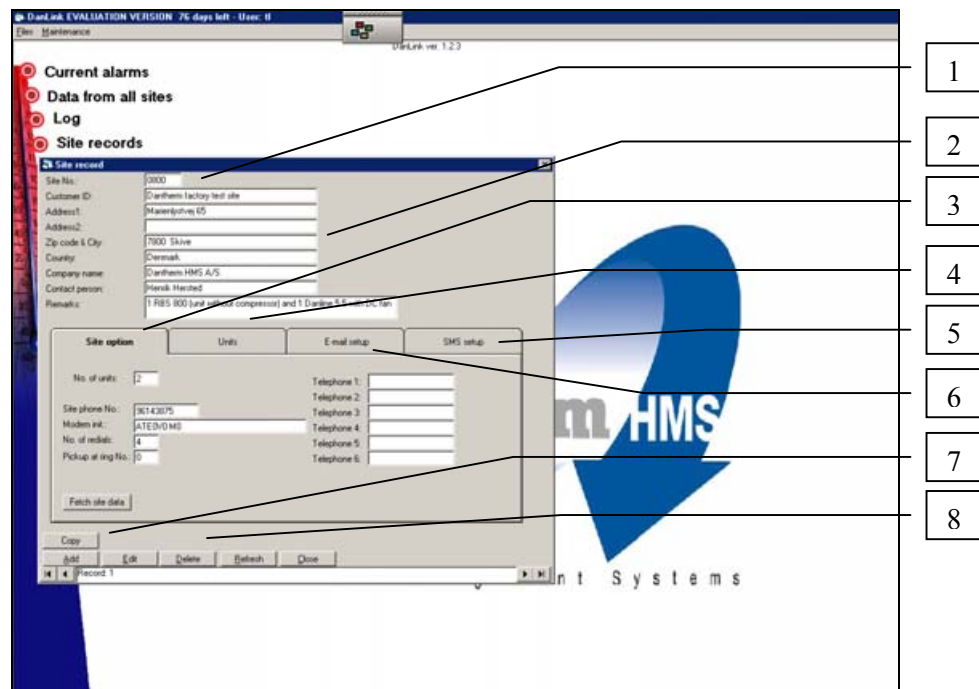 DanLink EVALUATION VERSION 76 days left - User: tl
Files Maintenance
DanLink ver. 1.2.3
Current alarms
Data from all sites
Log
Site records
Site record
Site No.: 0800
Customer ID: Dantherm factory test site
Address1: Marienlystvej 65
Address2:
Zip code & City: 7800 Skive
Country: Denmark
Company name: Dantherm HMS A/S
Contact person: Henrik Hersted
Remarks: 1 RBS 800 (unit without compressor) and 1 Danline 5,5 with DC fan
Site option Units E-mail setup SMS setup
No. of units: 2
Site phone No.: 96143875
Modem init.: ATE0V0M0
No. of redials: 4
Pickup at ring No.: 0
Telephone 1:
Telephone 2:
Telephone 3:
Telephone 4:
Telephone 5:
Telephone 6:
Fetch site data
Copy
Add Edit Delete Refresh Close
Record: 1
m HMS
nt Systems
1
2
3
4
5
6
7
8